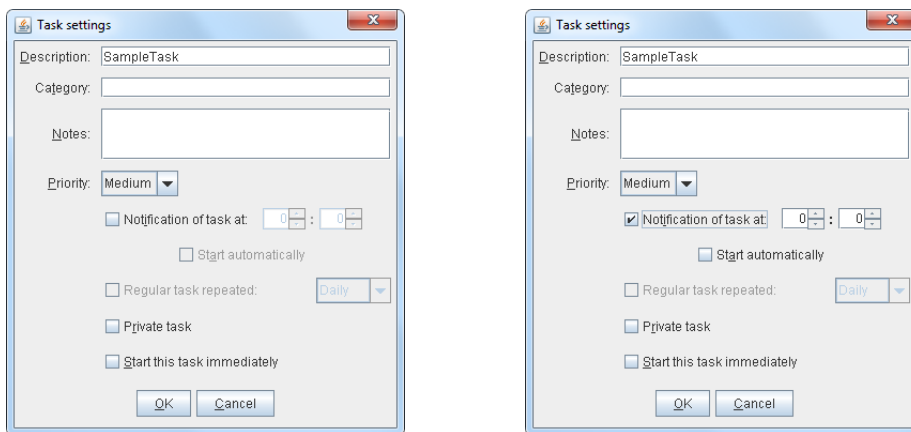 Task settings
Description: SampleTask
Category:
Notes:
Priority: Medium
Notification of task at: 0 : 0
Start automatically
Regular task repeated: Daily
Private task
Start this task immediately
OK Cancel
Task settings
Description: SampleTask
Category:
Notes:
Priority: Medium
Notification of task at: 0 : 0
Start automatically
Regular task repeated: Daily
Private task
Start this task immediately
OK Cancel